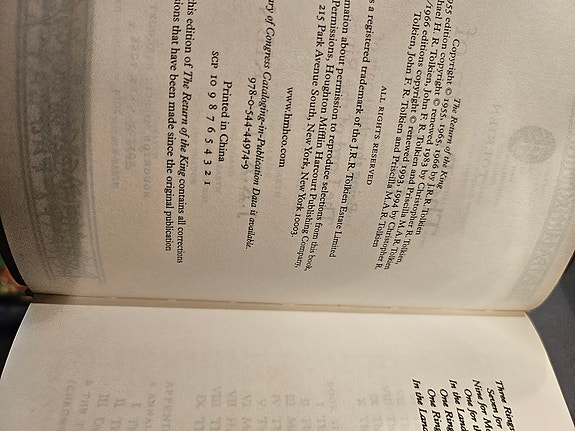 The Return of the King
Copyright © 1955, 1965, 1966 by J.R.R. Tolkien
1955 edition copyright © renewed 1983 by Christopher R. Tolkien,
Michael H. R. Tolkien, John F. R. Tolkien and Priscilla M.A.R. Tolkien
1966 editions copyright © renewed 1993, 1994 by Christopher R.
Tolkien, John F. R. Tolkien and Priscilla M.A.R. Tolkien
ALL RIGHTS RESERVED
is a registered trademark of the J.R.R. Tolkien Estate Limited
mation about permission to reproduce selections from this book,
Permissions, Houghton Mifflin Harcourt Publishing Company,
215 Park Avenue South, New York, New York 10003.
www.hmhco.com
ry of Congress Cataloging-in-Publication Data is available.
978-0-544-44974-9
Printed in China
SCP 10 9 8 7 6 5 4 3 2 1
this edition of The Return of the King contains all corrections
sions that have been made since the original publication
Three Rings
Seven for
Nine for M
One for th
In the Land
One Ring
One Ring
In the Land